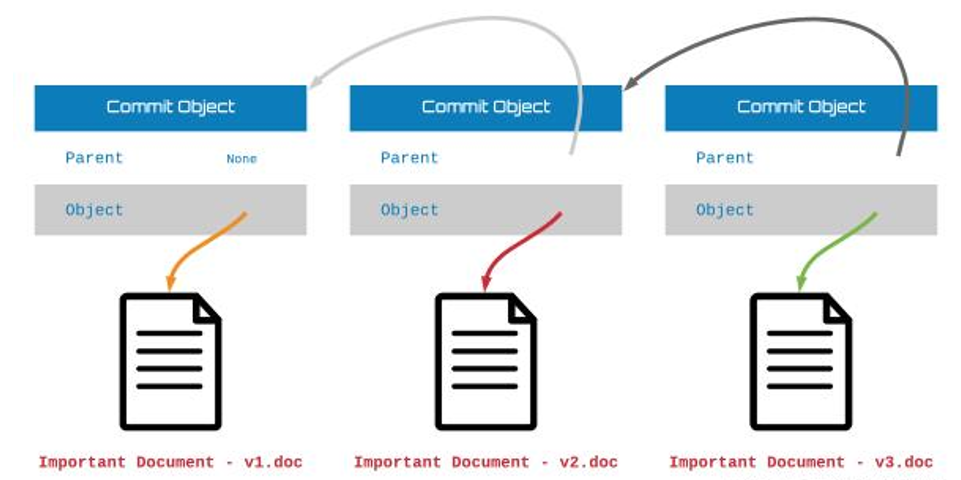 Commit Object
Commit Object
Commit Object
Parent None
Parent
Parent
Object
Object
Object
Important Document - v1.doc
Important Document - v2.doc
Important Document - v3.doc